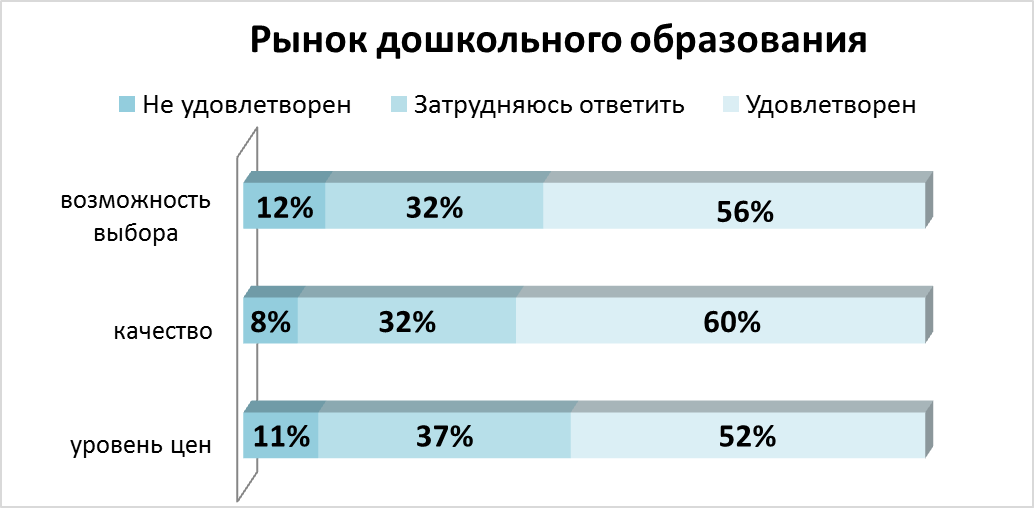 Рынок дошкольного образования
Не удовлетворен Затрудняюсь ответить Удовлетворен
возможность
выбора
12% 32% 56%
качество
8% 32% 60%
уровень цен
11% 37% 52%